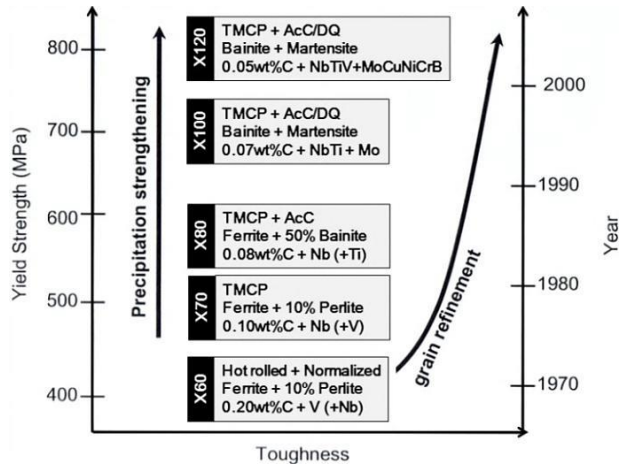 800
700
600
500
400
Yield Strength (MPa)
Precipitation strengthening
X120
TMCP + AcC/DQ
Bainite + Martensite
0.05wt%C + NbTiV+MoCuNiCrB
X100
TMCP + AcC/DQ
Bainite + Martensite
0.07wt%C + NbTi + Mo
X80
TMCP + AcC
Ferrite + 50% Bainite
0.08wt%C + Nb (+Ti)
X70
TMCP
Ferrite + 10% Perlite
0.10wt%C + Nb (+V)
X60
Hot rolled + Normalized
Ferrite + 10% Perlite
0.20wt%C + V (+Nb)
grain refinement
2000
1990
1980
1970
Year
Toughness